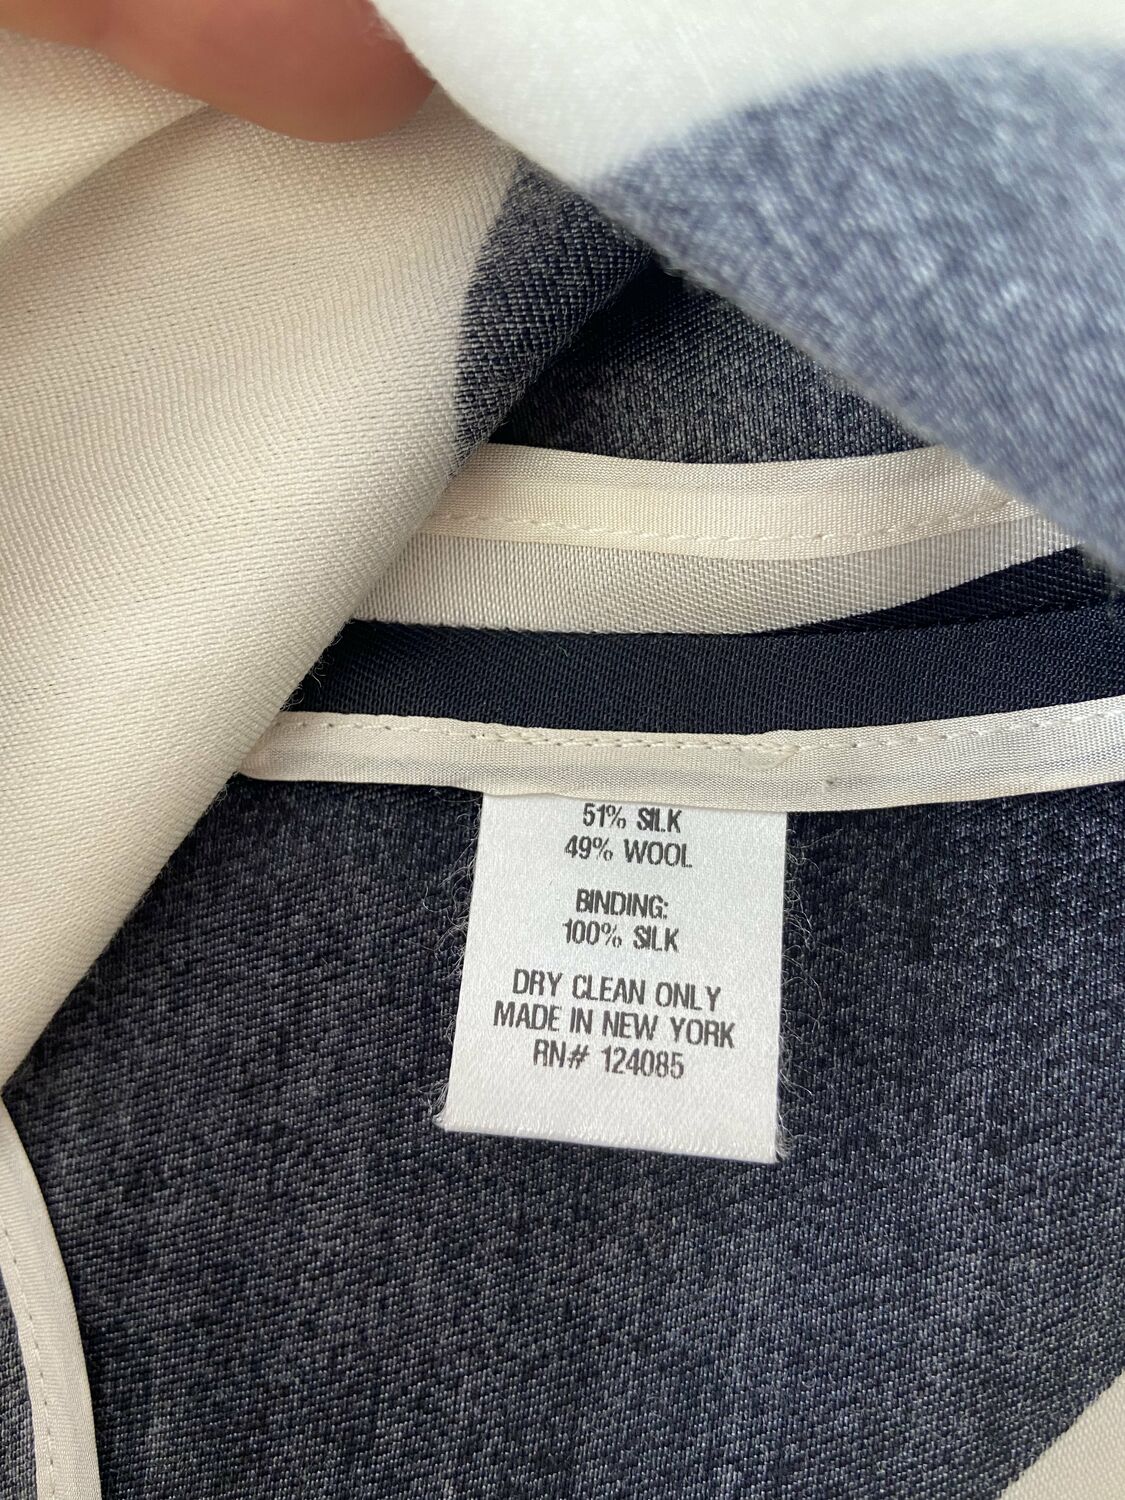 51% SILK
49% WOOL
BINDING:
100% SILK
DRY CLEAN ONLY
MADE IN NEW YORK
RN# 124085